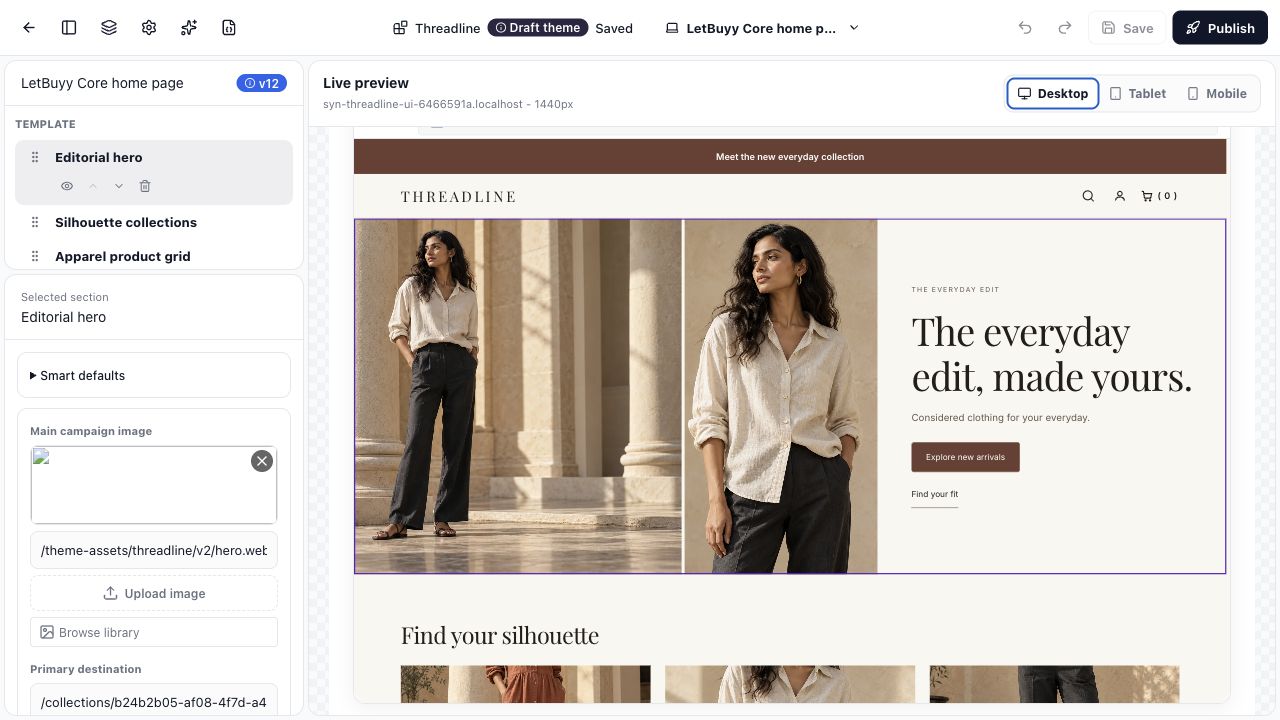 Threadline
Draft theme
Saved
LetBuyy Core home p...
Save
Publish
LetBuyy Core home page
v12
TEMPLATE
Editorial hero
Silhouette collections
Apparel product grid
Selected section
Editorial hero
Smart defaults
Main campaign image
/theme-assets/threadline/v2/hero.web
Upload image
Browse library
Primary destination
/collections/b24b2b05-af08-4f7d-a4
Live preview
syn-threadline-ui-6466591a.localhost - 1440px
Desktop
Tablet
Mobile
Meet the new everyday collection
THREADLINE
(0)
THE EVERYDAY EDIT
The everyday
edit, made yours.
Considered clothing for your everyday.
Explore new arrivals
Find your fit
Find your silhouette